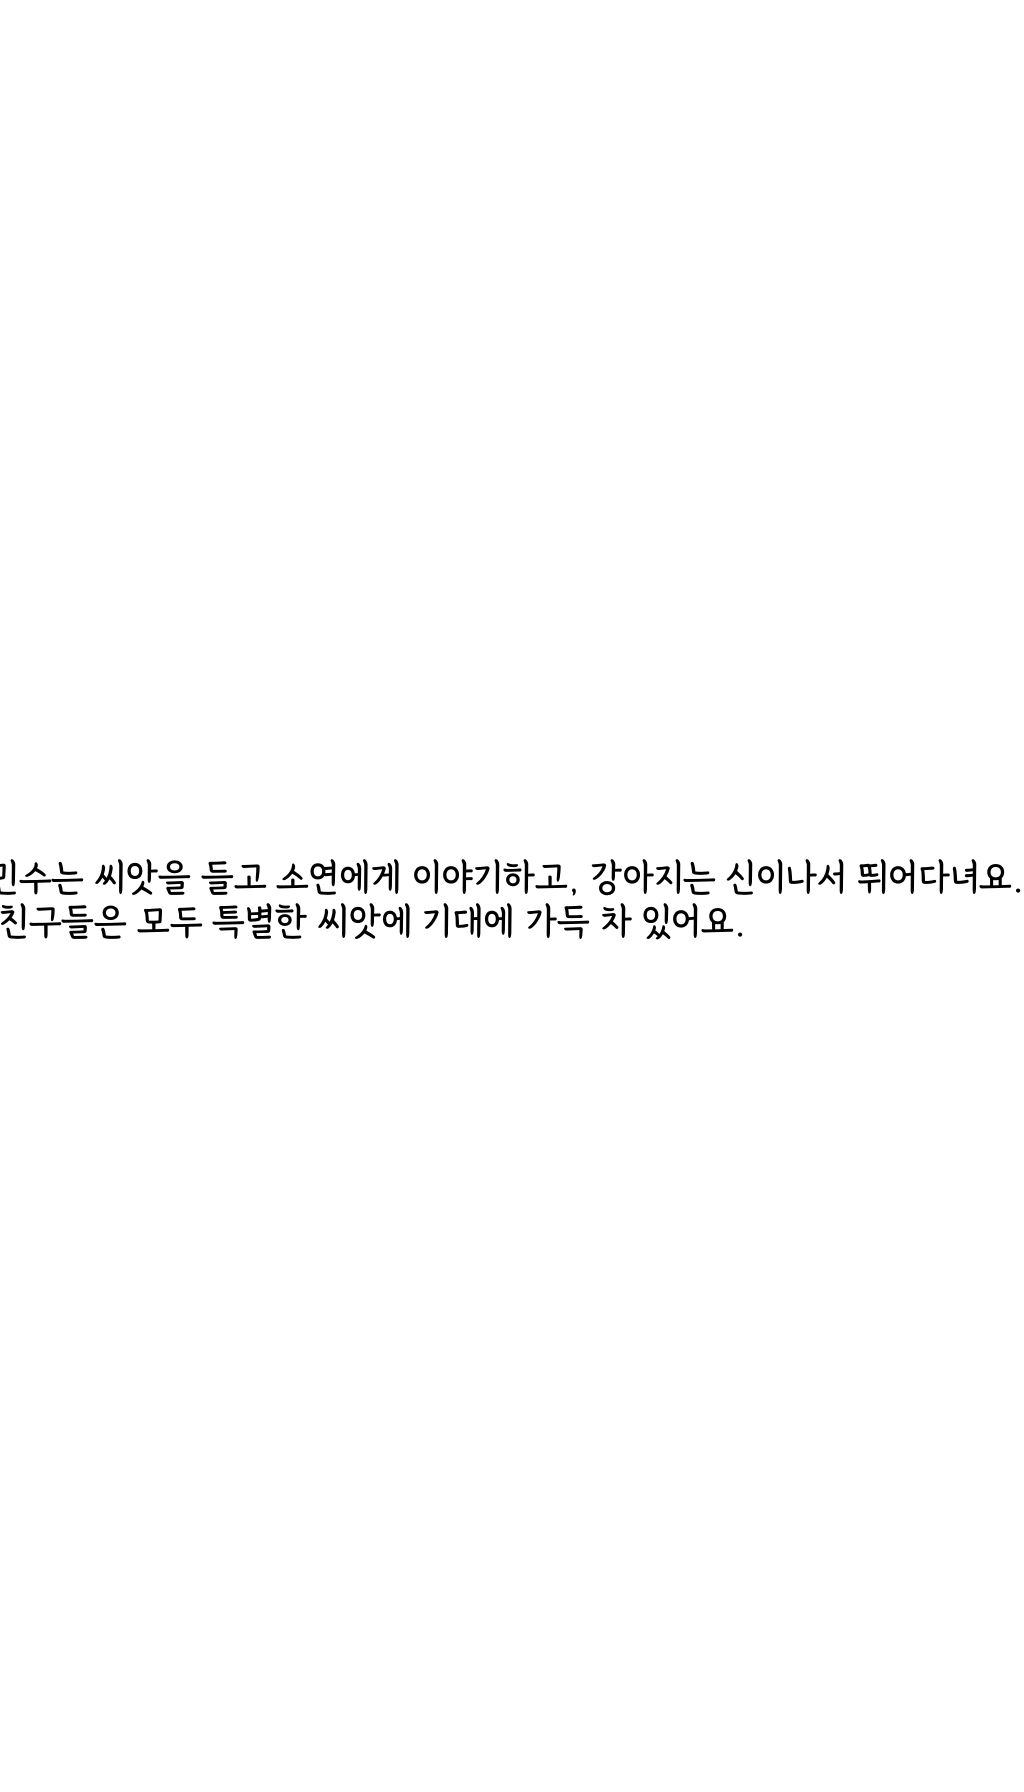 민수는 씨앗을 들고 소연에게 이야기하고, 강아지는 신이나서 뛰어다녀요.
친구들은 모두 특별한 씨앗에 기대에 가득 차 있어요.